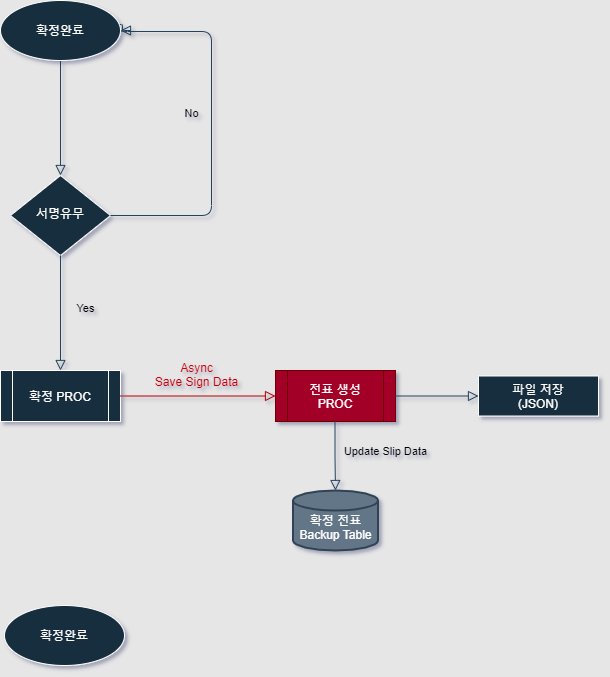 확정완료
No
서명유무
Yes
확정 PROC
Async
Save Sign Data
전표 생성
PROC
파일 저장
(JSON)
Update Slip Data
확정 전표
Backup Table
확정완료